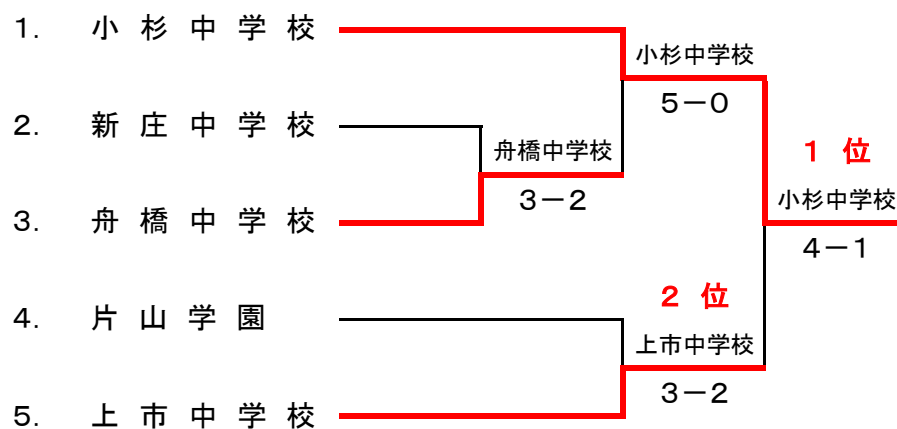 1. 小杉中学校
2. 新庄中学校
3. 舟橋中学校
4. 片山学園
5. 上市中学校
舟橋中学校
3－2
小杉中学校
5－0
2 位
上市中学校
3－2
1 位
小杉中学校
4－1